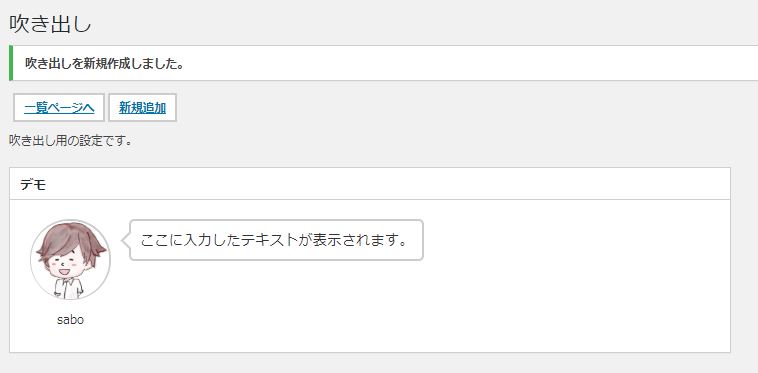 吹き出し
吹き出しを新規作成しました。
一覧ページへ 新規追加
吹き出し用の設定です。
デモ
ここに入力したテキストが表示されます。
sabo